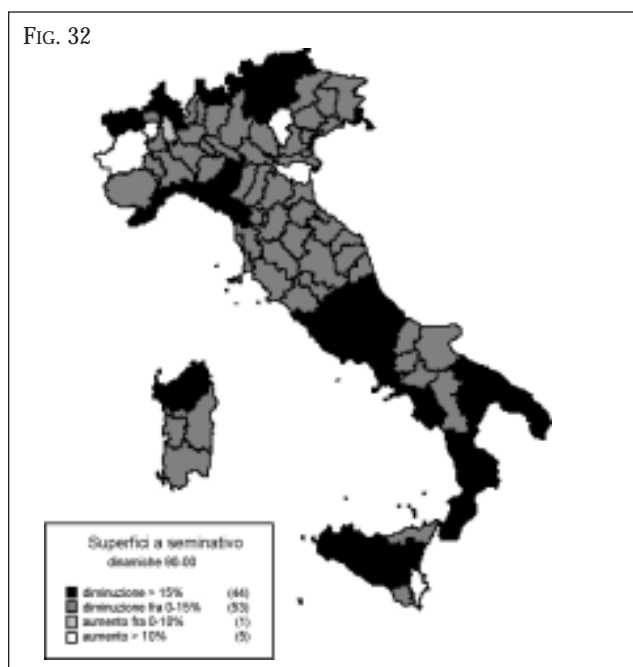 FIG. 32
Superfici a seminativo
dinamiche 90-00
diminuzione > 15% (44)
diminuzione fra 0-15% (53)
aumento fra 0-10% (1)
aumento > 10% (5)